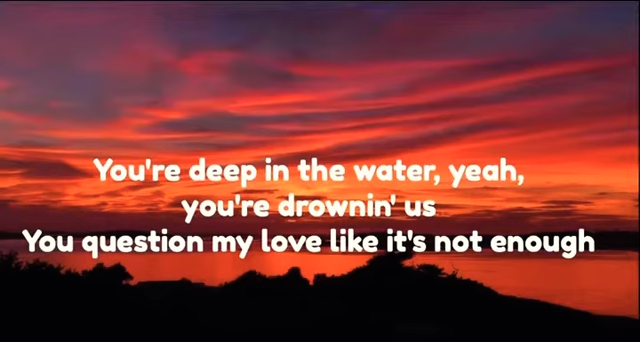 You're deep in the water, yeah,
you're drownin' us
You question my love like it's not enough